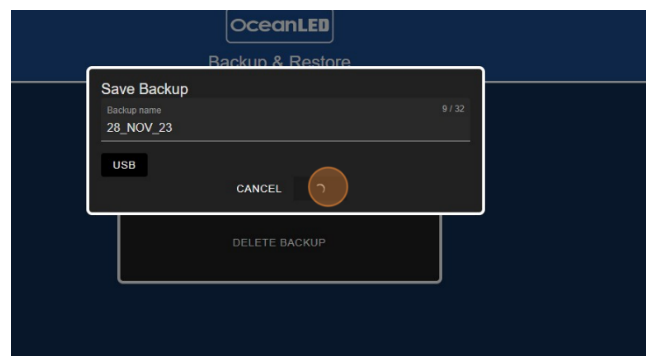 OceanLED
Backup & Restore
Save Backup
Backup name
9 / 32
28_NOV_23
USB
CANCEL
DELETE BACKUP